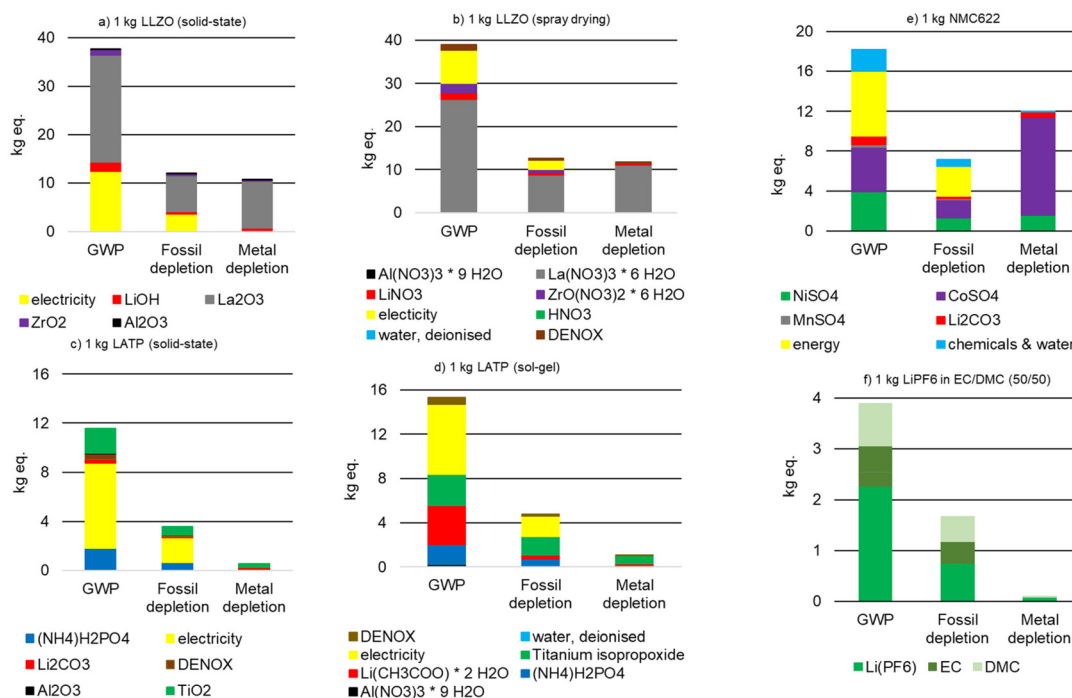 a) 1 kg LLZO (solid-state)
40
30
20
10
0
kg eq.
GWP
Fossil
depletion
Metal
depletion
electricity
LiOH
La2O3
ZrO2
Al2O3
b) 1 kg LLZO (spray drying)
40
30
20
10
0
kg eq.
GWP
Fossil
depletion
Metal
depletion
Al(NO3)3 * 9 H2O
La(NO)3 * 6 H2O
LiNO3
ZrO(NO3)2 * 6 H2O
electicity
HNO3
water, deionised
DENOX
e) 1 kg NMC622
20
16
12
8
4
0
kg eq.
GWP
Fossil
depletion
Metal
depletion
NiSO4
CoSO4
MnSO4
Li2CO3
energy
chemicals & water
c) 1 kg LATP (solid-state)
16
12
8
4
0
kg eq.
GWP
Fossil
depletion
Metal
depletion
(NH4)H2PO4
electricity
Li2CO3
DENOX
Al2O3
TiO2
d) 1 kg LATP (sol-gel)
16
12
8
4
0
kg eq.
GWP
Fossil
depletion
Metal
depletion
DENOX
water, deionised
electricity
Titanium isopropoxide
Li(CH3COO) * 2 H2O
(NH4)H2PO4
Al(NO3)3 * 9 H2O
f) 1 kg LiPF6 in EC/DMC (50/50)
4
3
2
1
0
kg eq.
GWP
Fossil
depletion
Metal
depletion
Li(PF6)
EC
DMC